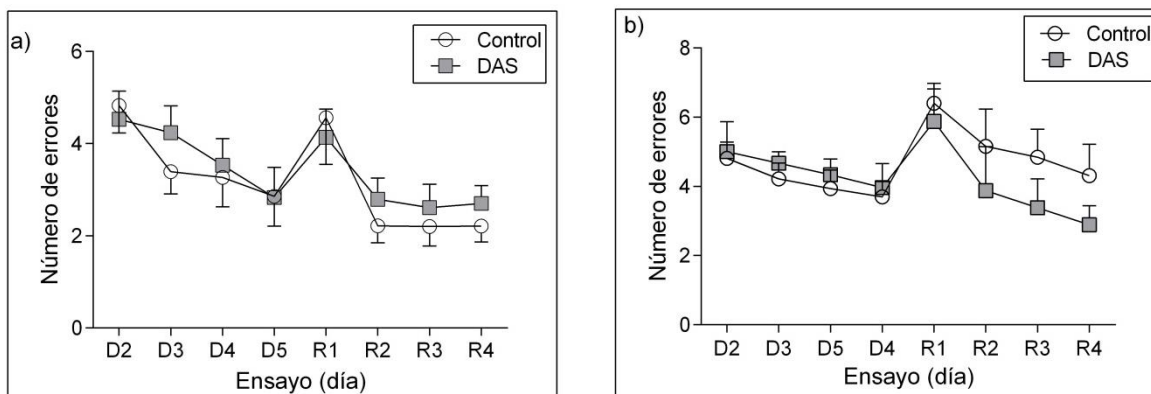 a)
Control
DAS
6
4
2
0
Número de errores
D2 D3 D4 D5 R1 R2 R3 R4
Ensayo (día)
b)
Control
DAS
8
6
4
2
0
Número de errores
D2 D3 D5 D4 R1 R2 R3 R4
Ensayo (día)